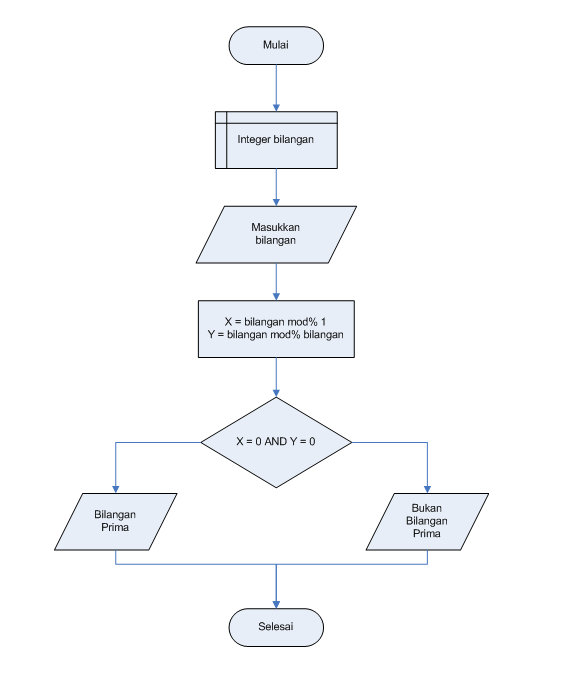 Mulai
Integer bilangan
Masukkan
bilangan
X = bilangan mod% 1
Y = bilangan mod% bilangan
X = 0 AND Y = 0
Bilangan
Prima
Bukan
Bilangan
Prima
Selesai